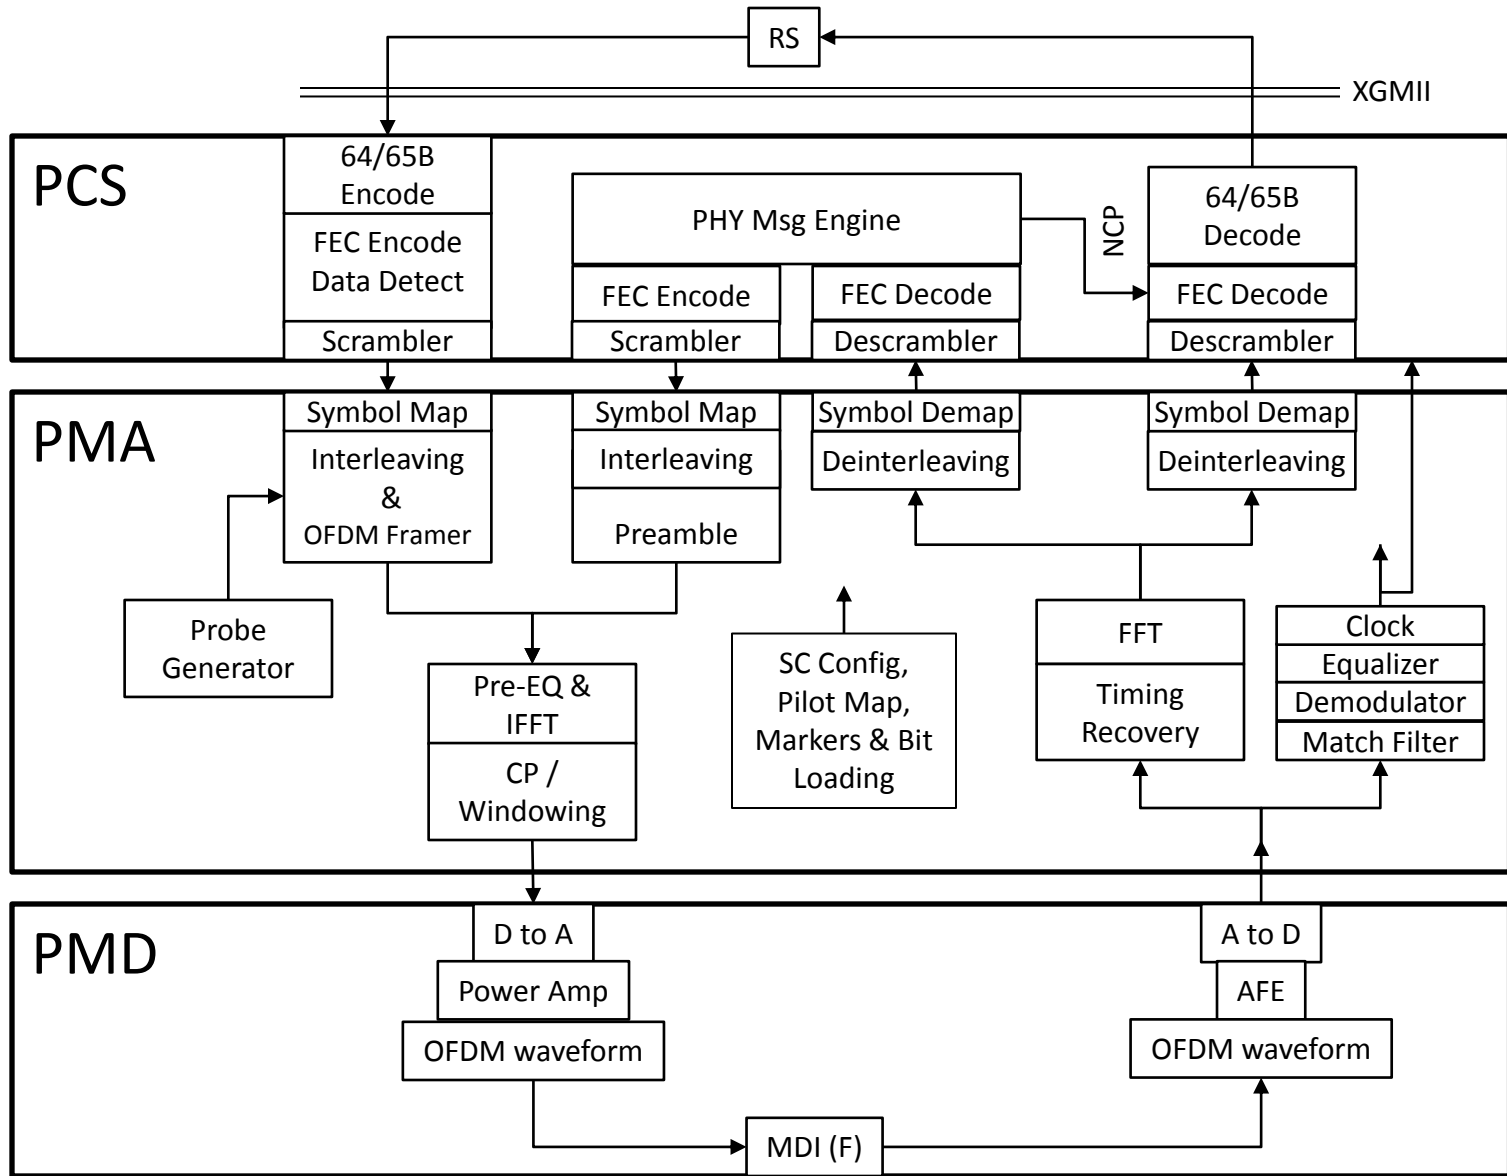 RS
XGMII
PCS
64/65B
Encode
FEC Encode
Data Detect
Scrambler
PHY Msg Engine
FEC Encode
Scrambler
FEC Decode
Descrambler
NCP
64/65B
Decode
FEC Decode
Descrambler
PMA
Symbol Map
Interleaving
&
OFDM Framer
Symbol Map
Interleaving
Preamble
Symbol Demap
Deinterleaving
Symbol Demap
Deinterleaving
Probe
Generator
Pre-EQ &
IFFT
CP /
Windowing
SC Config,
Pilot Map,
Markers & Bit
Loading
FFT
Timing
Recovery
Clock
Equalizer
Demodulator
Match Filter
PMD
D to A
Power Amp
OFDM waveform
A to D
AFE
OFDM waveform
MDI (F)